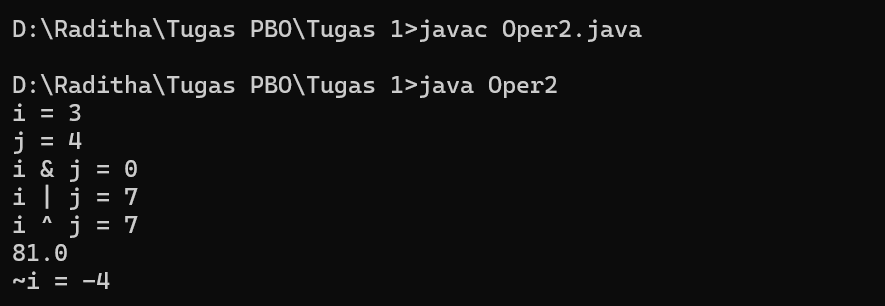 D:\Raditha\Tugas PBO\Tugas 1>javac Oper2.java
D:\Raditha\Tugas PBO\Tugas 1>java Oper2
i = 3
j = 4
i & j = 0
i | j = 7
i ^ j = 7
81.0
~i = -4